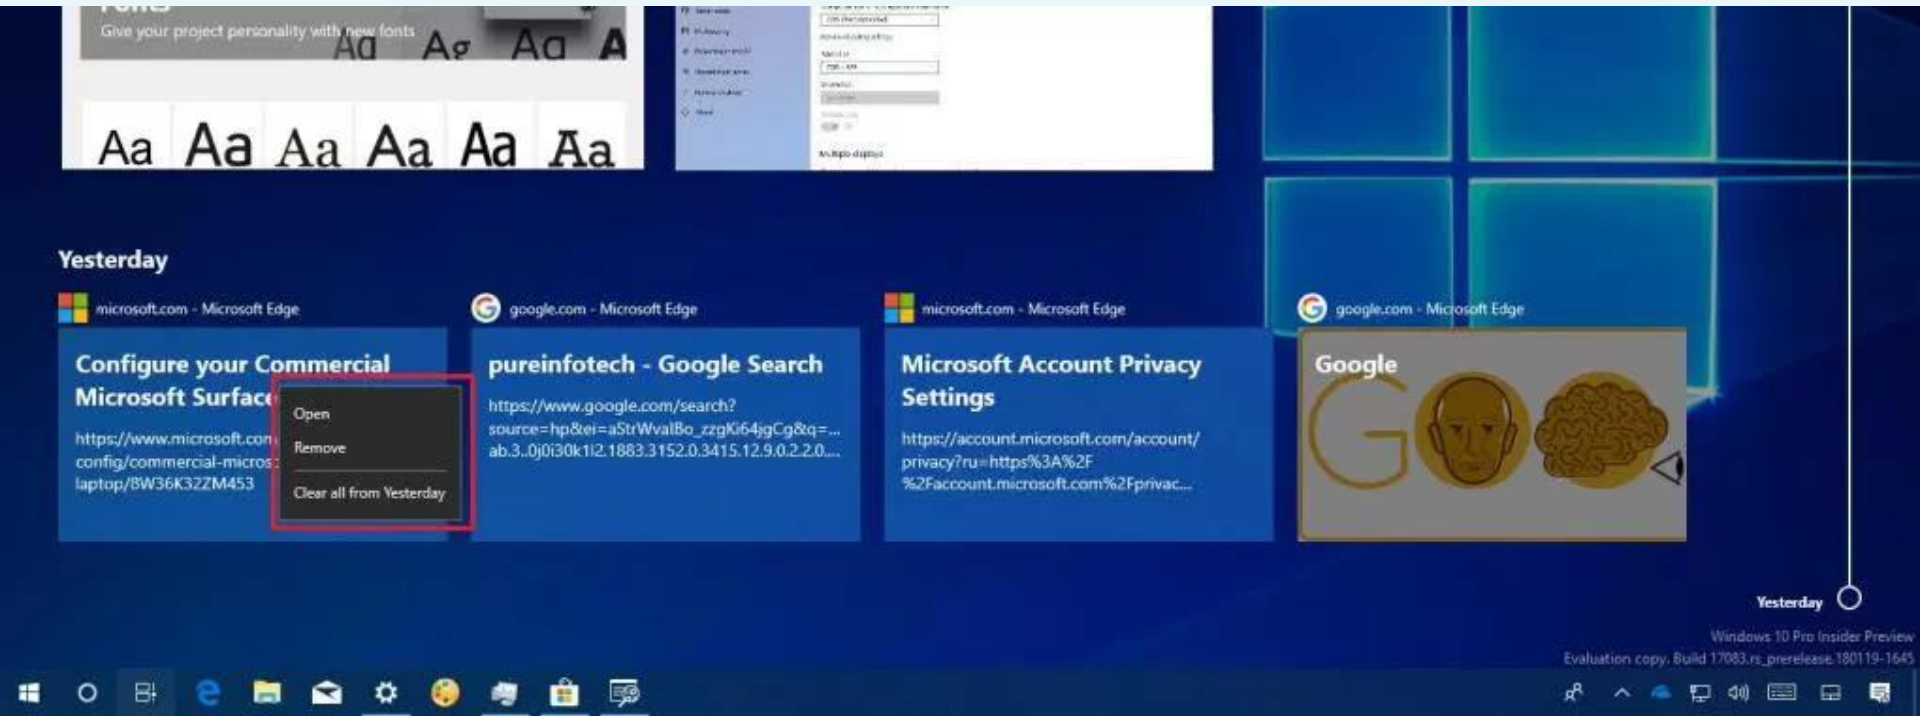 Fonts
Give your project personality with new fonts
Aa Ag Aa A
Aa Aa Aa Aa Aa Aa
Multiple displays
Yesterday
microsoft.com - Microsoft Edge
google.com - Microsoft Edge
microsoft.com - Microsoft Edge
google.com - Microsoft Edge
Configure your Commercial
Microsoft Surface
https://www.microsoft.com
config/commercial-micros
laptop/8W36K32ZM453
Open
Remove
Clear all from Yesterday
pureinfotech - Google Search
https://www.google.com/search?
source=hp&ei=aStrWvalBo_zzgKi64jgCg&q=...
ab.3..0j0i30k1l2.1883.3152.0.3415.12.9.0.2.2.0....
Microsoft Account Privacy
Settings
https://account.microsoft.com/account/
privacy?ru=https%3A%2F
%2Faccount.microsoft.com%2Fprivac...
Google
G
Yesterday
Windows 10 Pro Insider Preview
Evaluation copy. Build 17083.rs_prerelease.180119-1645